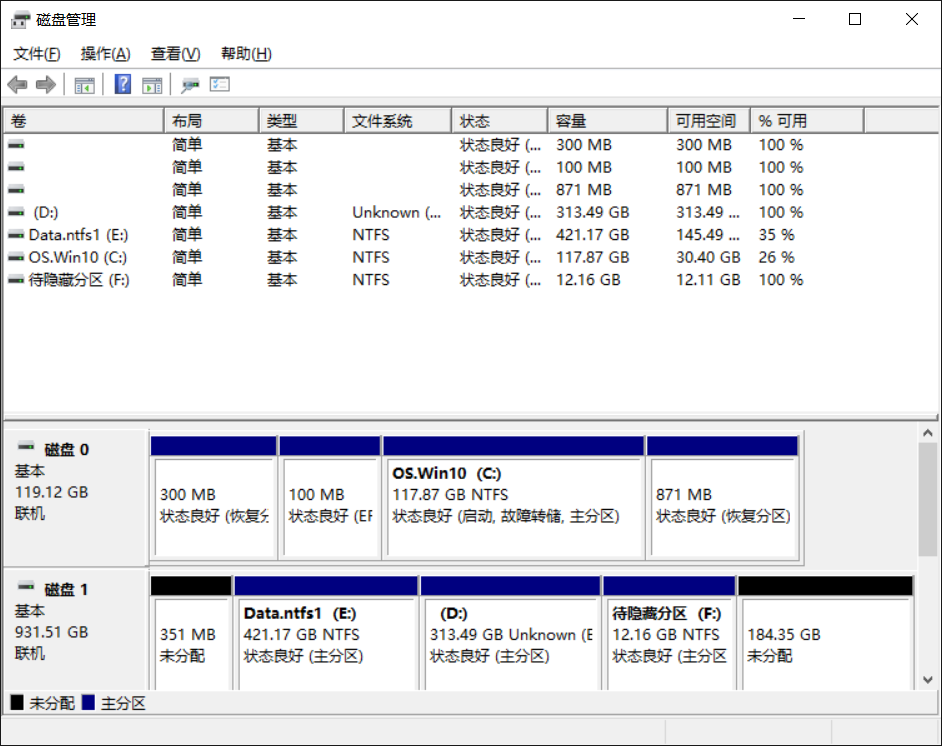 磁盘管理
文件(F) 操作(A) 查看(V) 帮助(H)
卷 布局 类型 文件系统 状态 容量 可用空间 % 可用
简单 基本 状态良好 (... 300 MB 300 MB 100 %
简单 基本 状态良好 (... 100 MB 100 MB 100 %
简单 基本 状态良好 (... 871 MB 871 MB 100 %
(D:) 简单 基本 Unknown (... 状态良好 (... 313.49 GB 313.49 ... 100 %
Data.ntfs1 (E:) 简单 基本 NTFS 状态良好 (... 421.17 GB 145.49 ... 35 %
OS.Win10 (C:) 简单 基本 NTFS 状态良好 (... 117.87 GB 30.40 GB 26 %
待隐藏分区 (F:) 简单 基本 NTFS 状态良好 (... 12.16 GB 12.11 GB 100 %
磁盘 0
基本
119.12 GB
联机
300 MB
状态良好 (恢复分
100 MB
状态良好 (EF
OS.Win10 (C:)
117.87 GB NTFS
状态良好 (启动, 故障转储, 主分区)
871 MB
状态良好 (恢复分区)
磁盘 1
基本
931.51 GB
联机
351 MB
未分配
Data.ntfs1 (E:)
421.17 GB NTFS
状态良好 (主分区)
(D:)
313.49 GB Unknown (E
状态良好 (主分区)
待隐藏分区 (F:)
12.16 GB NTFS
状态良好 (主分区
184.35 GB
未分配
未分配 主分区